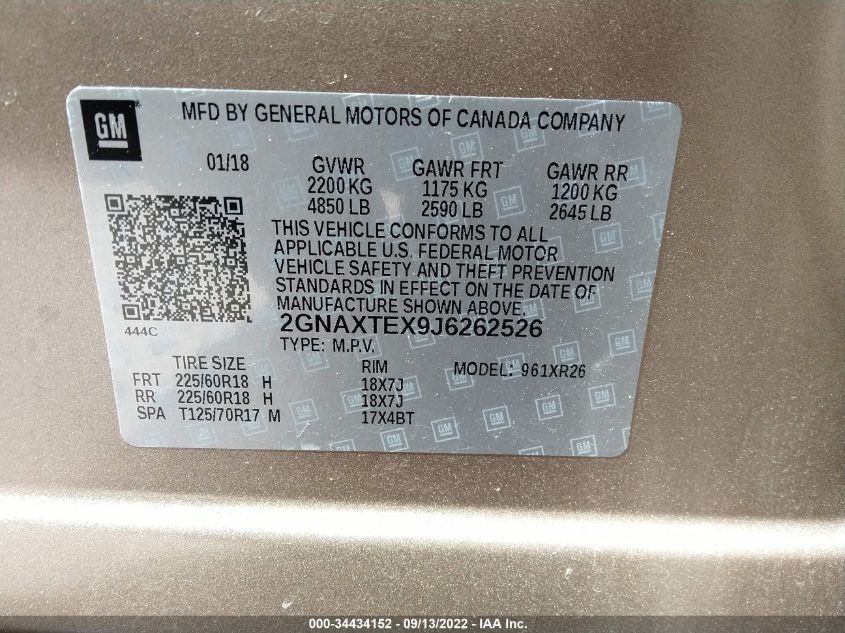 GM
MFD BY GENERAL MOTORS OF CANADA COMPANY
01/18 GVWR GAWR FRT GAWR RR
2200 KG 1175 KG 1200 KG
4850 LB 2590 LB 2645 LB
THIS VEHICLE CONFORMS TO ALL
APPLICABLE U.S. FEDERAL MOTOR
VEHICLE SAFETY AND THEFT PREVENTION
STANDARDS IN EFFECT ON THE DATE OF
MANUFACTURE SHOWN ABOVE.
444C
2GNAXTEX9J6262526
TYPE: M.P.V.
TIRE SIZE RIM MODEL: 961XR26
FRT 225/60R18 H 18X7J
RR 225/60R18 H 18X7J
SPA T125/70R17 M 17X4BT
000-34434152 - 09/13/2022 - IAA Inc.